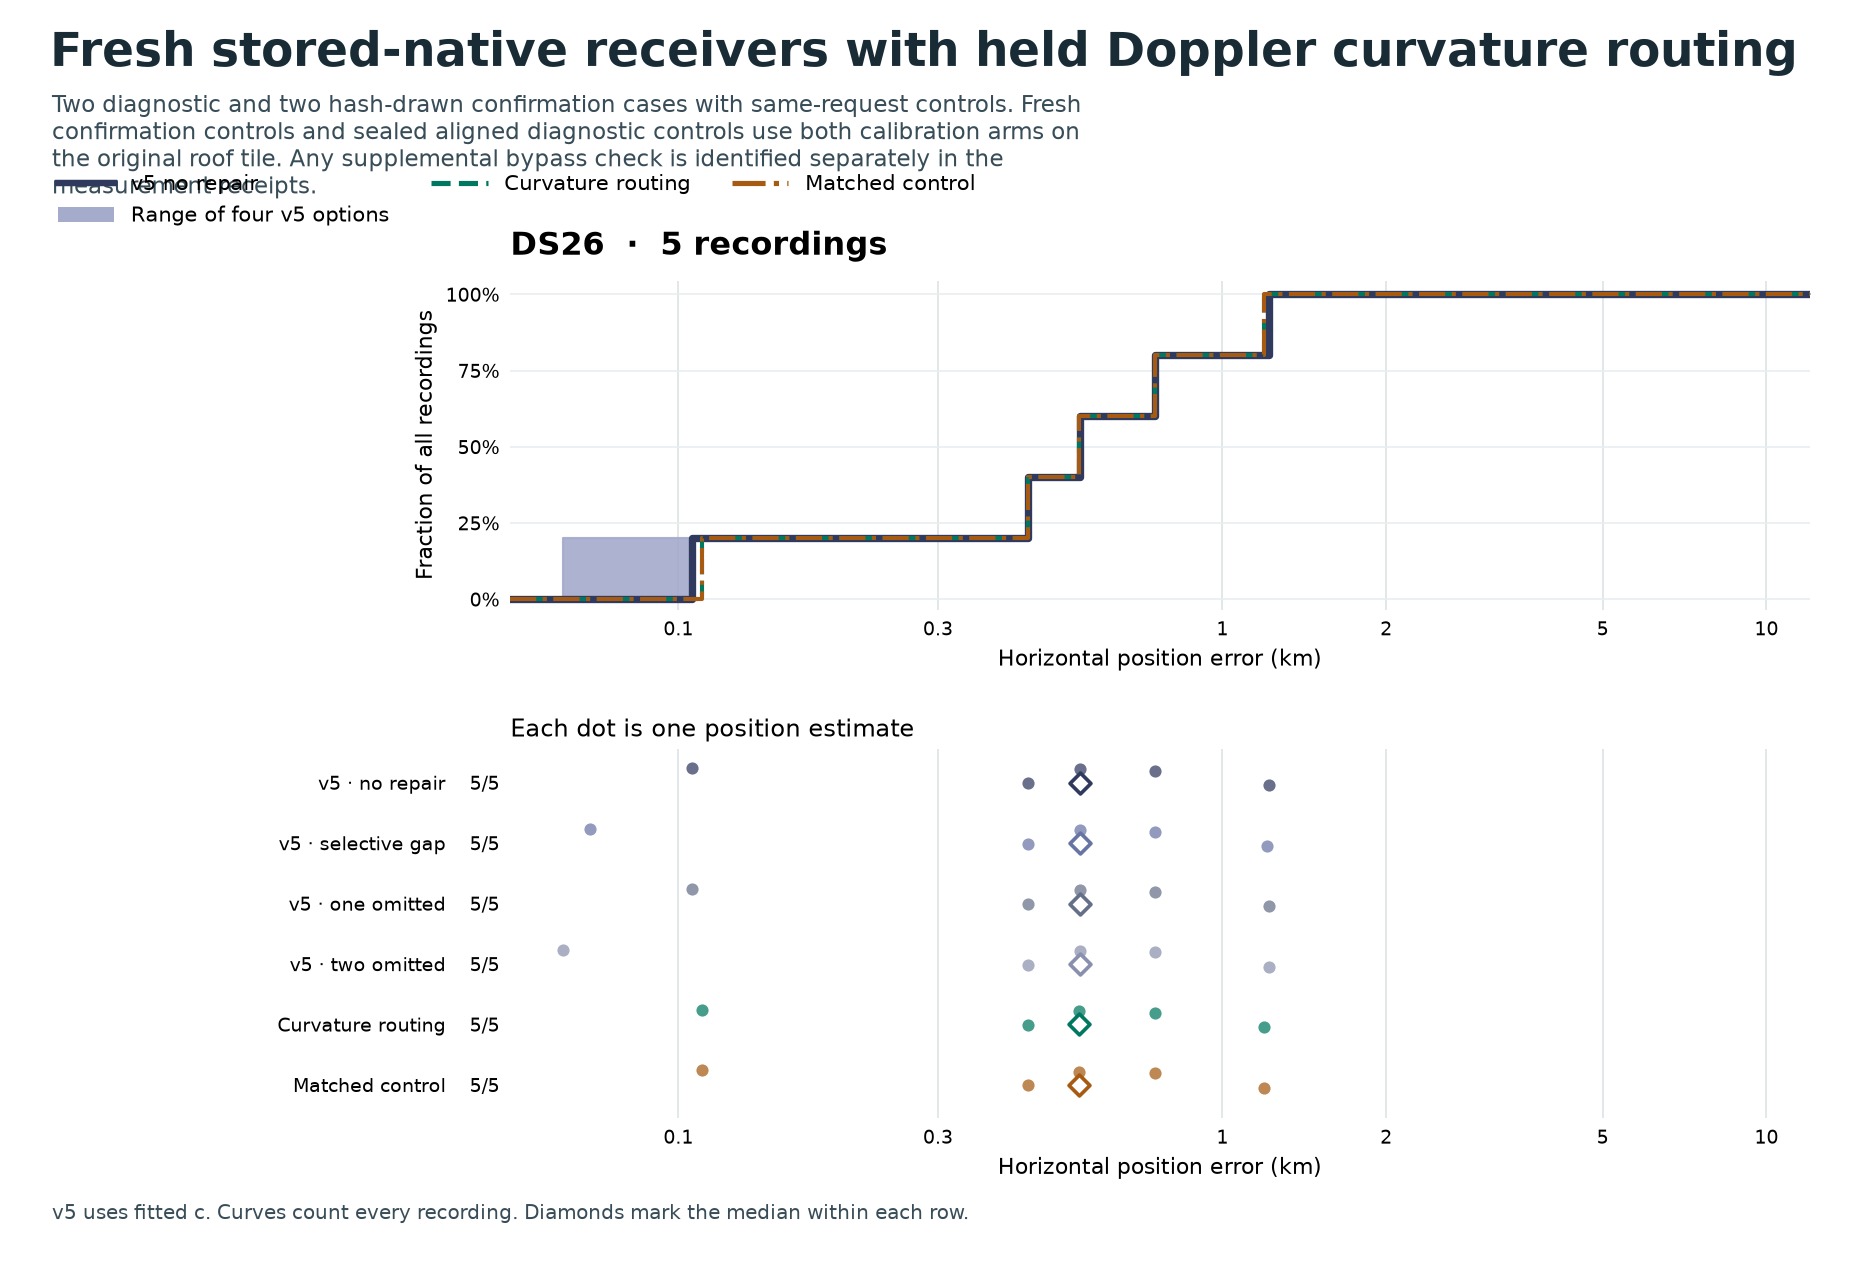 Fresh stored-native receivers with held Doppler curvature routing
Two diagnostic and two hash-drawn confirmation cases with same-request controls. Fresh
confirmation controls and sealed aligned diagnostic controls use both calibration arms on
the original roof tile. Any supplemental bypass check is identified separately in the
measurement receipts.
v5 no repair
Curvature routing
Matched control
Range of four v5 options
DS26 · 5 recordings
Fraction of all recordings
100%
75%
50%
25%
0%
0.1 0.3 1 2 5 10
Horizontal position error (km)
Each dot is one position estimate
v5 · no repair 5/5
v5 · selective gap 5/5
v5 · one omitted 5/5
v5 · two omitted 5/5
Curvature routing 5/5
Matched control 5/5
0.1 0.3 1 2 5 10
Horizontal position error (km)
v5 uses fitted c. Curves count every recording. Diamonds mark the median within each row.